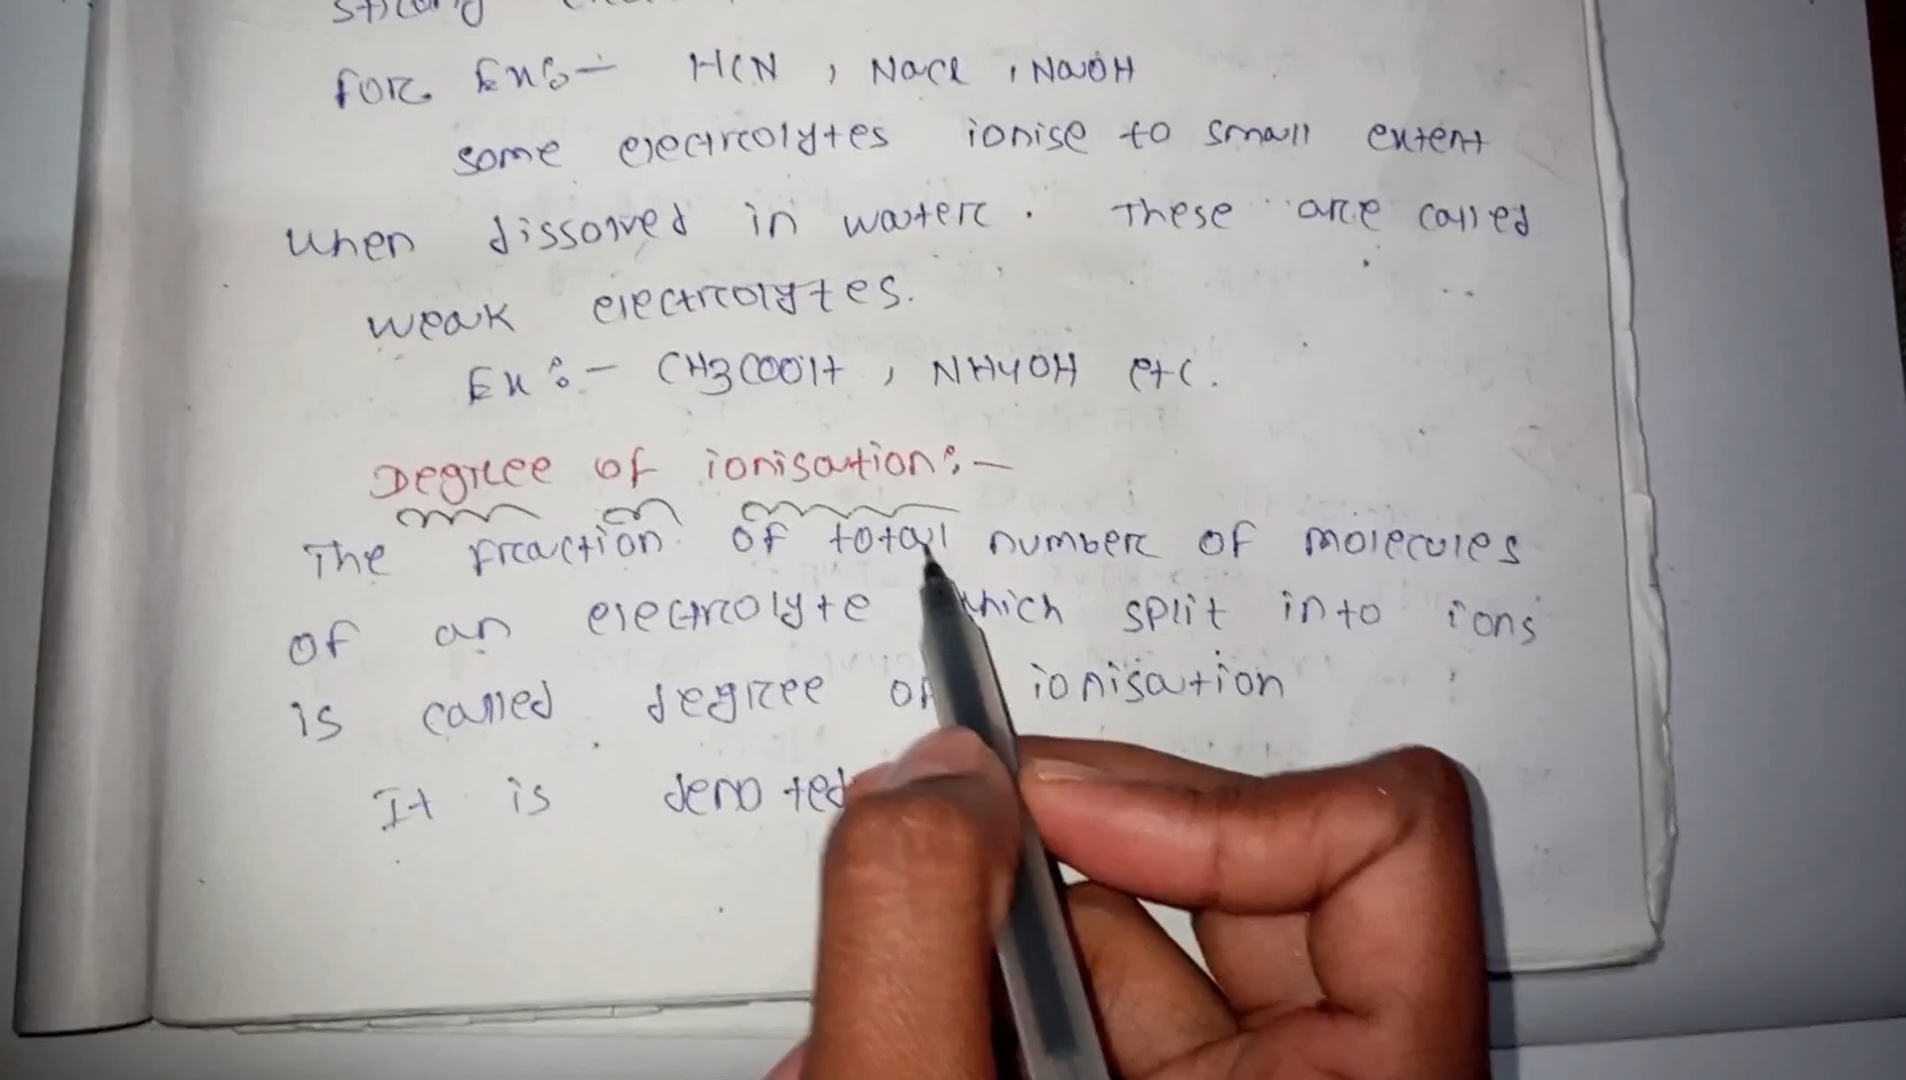 strong
for Ex:- HCN, NaCl, NaOH
some electrolytes ionise to small extent
when dissolved in water. These are called
weak electrolytes.
Ex:- CH3COOH, NH4OH etc.
Degree of ionisation:-
The fraction of total number of molecules
of an electrolyte which split into ions
is called degree of ionisation
It is denoted